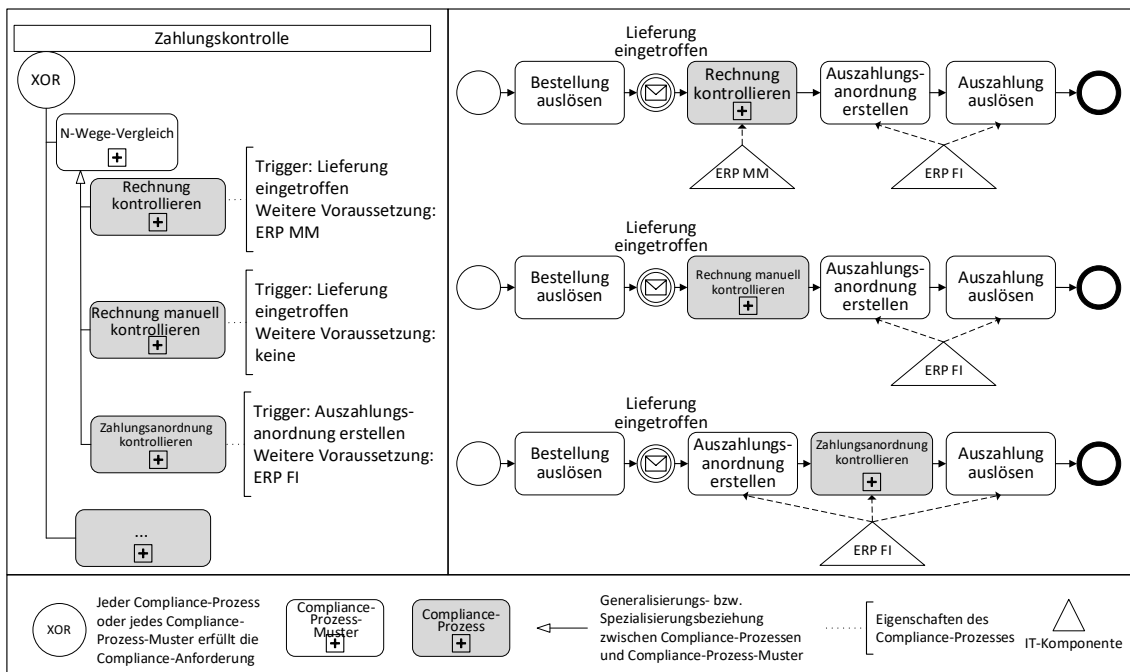 Zahlungskontrolle
XOR
N-Wege-Vergleich
Rechnung
kontrollieren
Trigger: Lieferung
eingetroffen
Weitere Voraussetzung:
ERP MM
Rechnung manuell
kontrollieren
Trigger: Lieferung
eingetroffen
Weitere Voraussetzung:
keine
Zahlungsanordnung
kontrollieren
Trigger: Auszahlungs-
anordnung erstellen
Weitere Voraussetzung:
ERP FI
...
Bestellung
auslösen
Lieferung
eingetroffen
Rechnung
kontrollieren
Auszahlungs-
anordnung
erstellen
Auszahlung
auslösen
ERP MM
ERP FI
Bestellung
auslösen
Lieferung
eingetroffen
Rechnung manuell
kontrollieren
Auszahlungs-
anordnung
erstellen
Auszahlung
auslösen
ERP FI
Bestellung
auslösen
Lieferung
eingetroffen
Auszahlungs-
anordnung
erstellen
Zahlungsanordnung
kontrollieren
Auszahlung
auslösen
ERP FI
XOR
Jeder Compliance-Prozess
oder jedes Compliance-
Prozess-Muster erfüllt die
Compliance-Anforderung
Compliance-
Prozess-
Muster
Compliance-
Prozess
Generalisierungs- bzw.
Spezialisierungsbeziehung
zwischen Compliance-Prozessen
und Compliance-Prozess-Muster
Eigenschaften des
Compliance-Prozesses
IT-Komponente